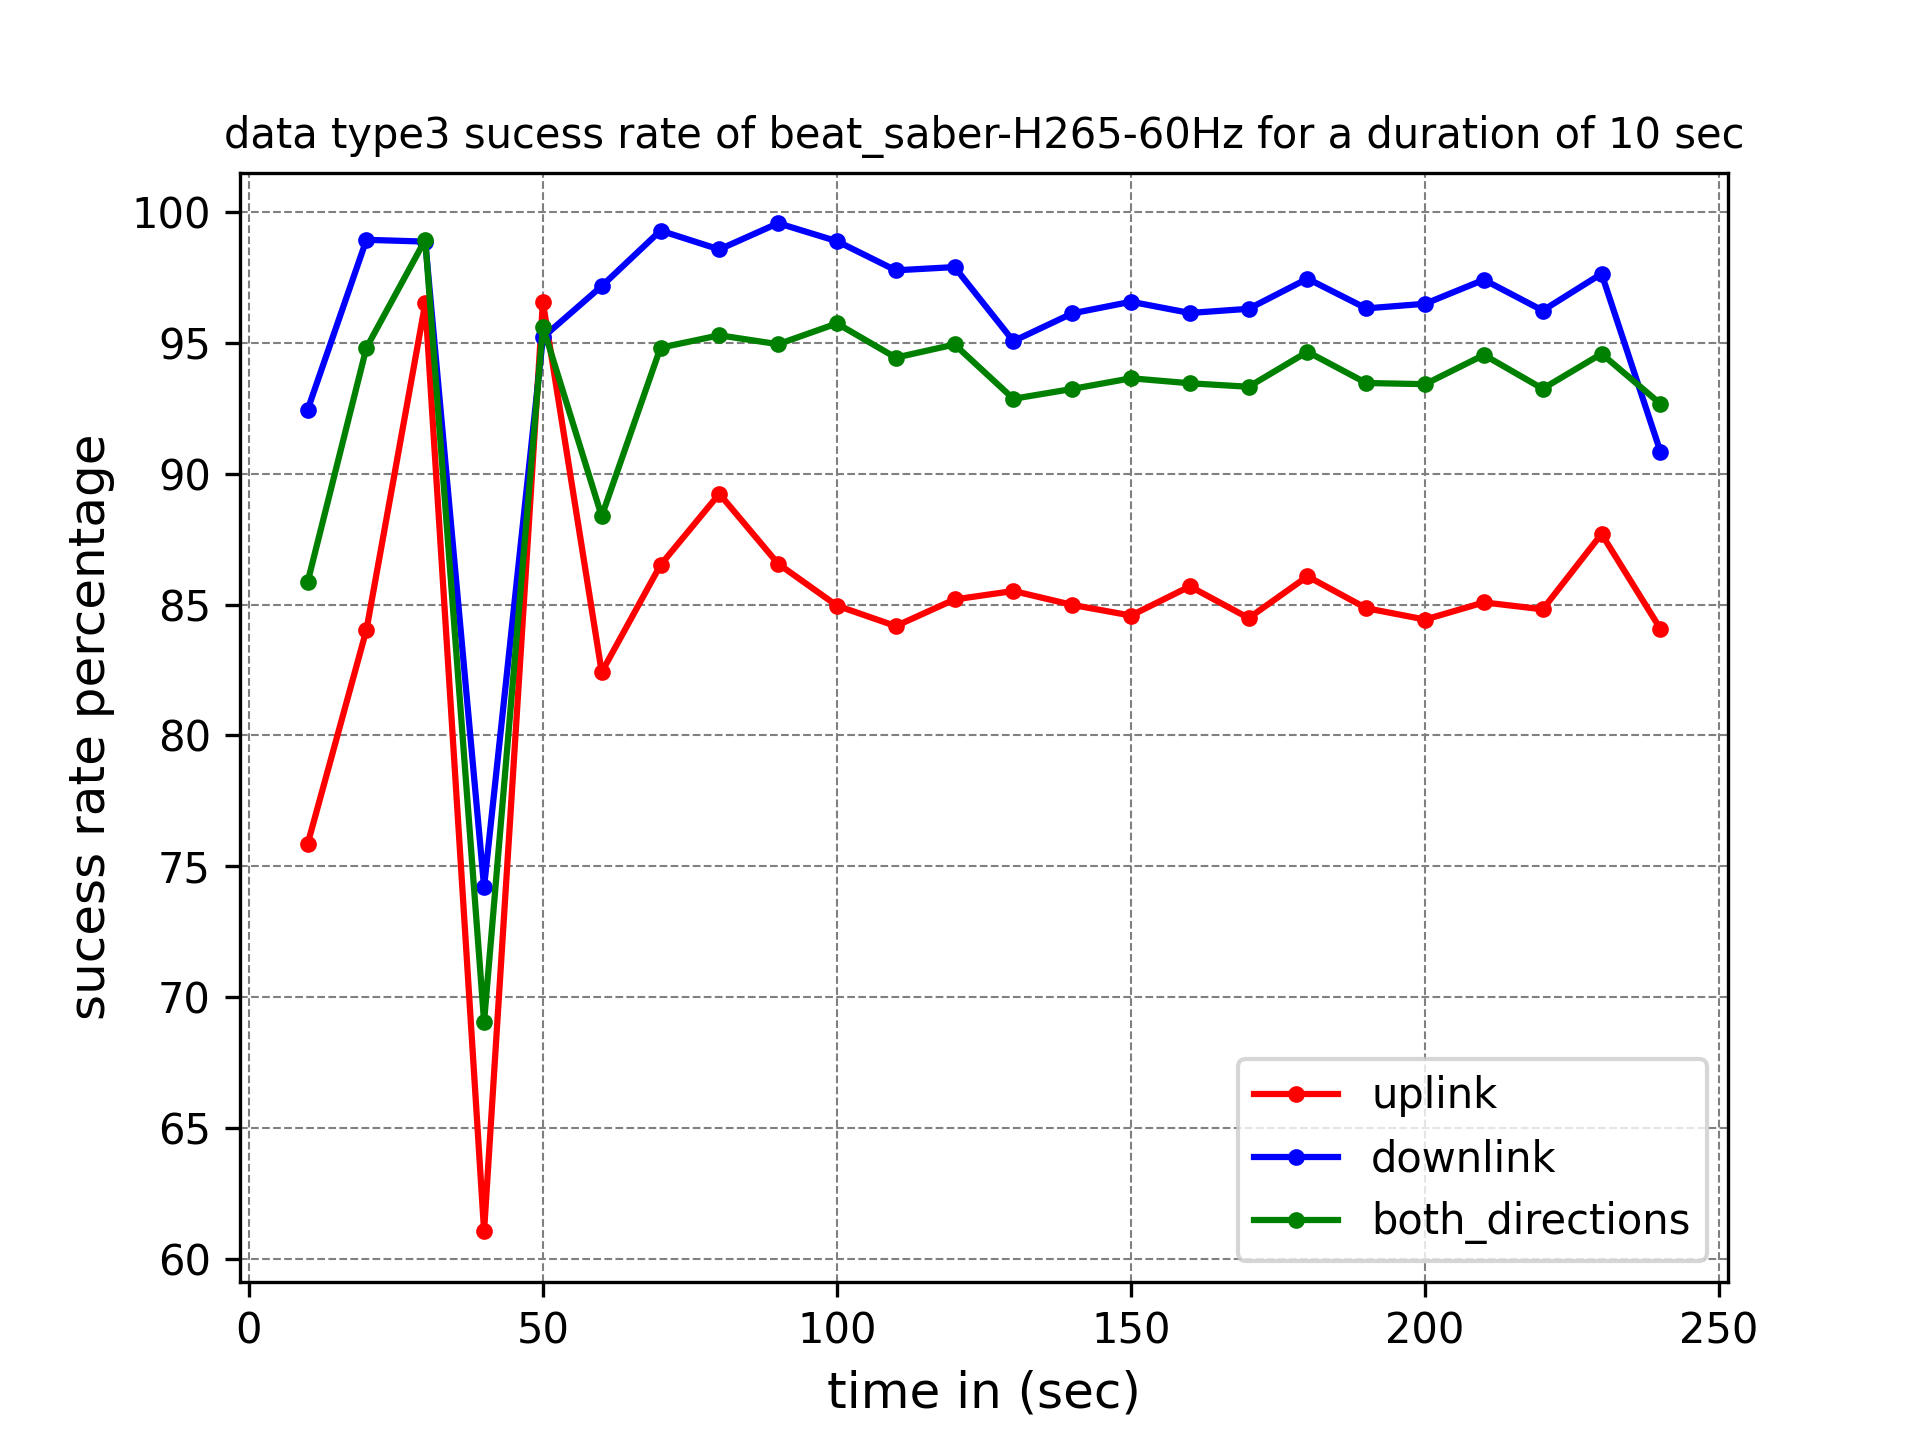 data type3 sucess rate of beat_saber-H265-60Hz for a duration of 10 sec
sucess rate percentage
100
95
90
85
80
75
70
65
60
0 50 100 150 200 250
time in (sec)
uplink
downlink
both_directions